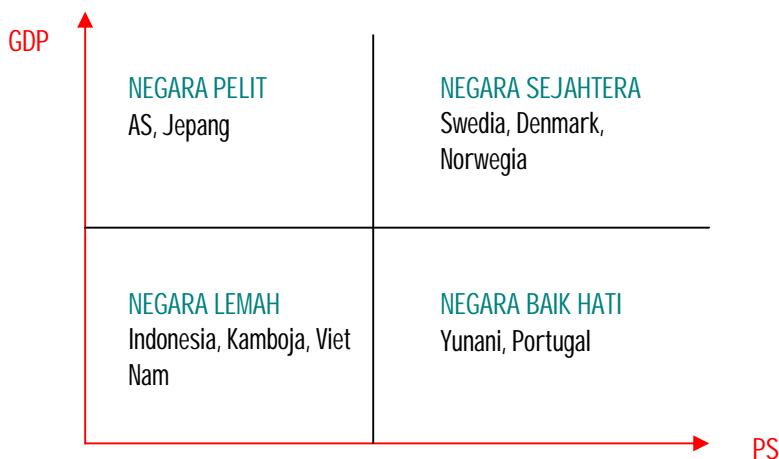 GDP
NEGARA PELIT
AS, Jepang
NEGARA SEJAHTERA
Swedia, Denmark,
Norwegia
NEGARA LEMAH
Indonesia, Kamboja, Viet
Nam
NEGARA BAIK HATI
Yunani, Portugal
PS